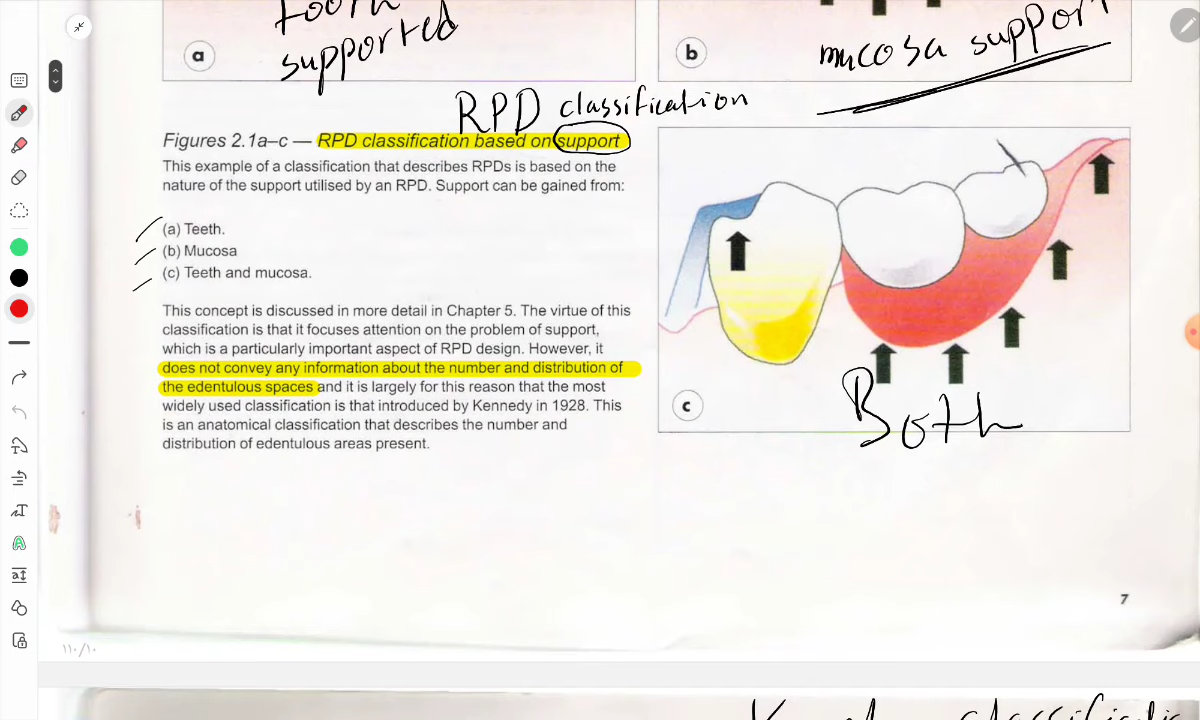 tooth
supported
a
b
mucosa support
RPD classification
Figures 2.1a–c — RPD classification based on support
This example of a classification that describes RPDs is based on the
nature of the support utilised by an RPD. Support can be gained from:
(a) Teeth.
(b) Mucosa
(c) Teeth and mucosa.
This concept is discussed in more detail in Chapter 5. The virtue of this
classification is that it focuses attention on the problem of support,
which is a particularly important aspect of RPD design. However, it
does not convey any information about the number and distribution of
the edentulous spaces and it is largely for this reason that the most
widely used classification is that introduced by Kennedy in 1928. This
is an anatomical classification that describes the number and
distribution of edentulous areas present.
c
Both
7
١١٠/١٠